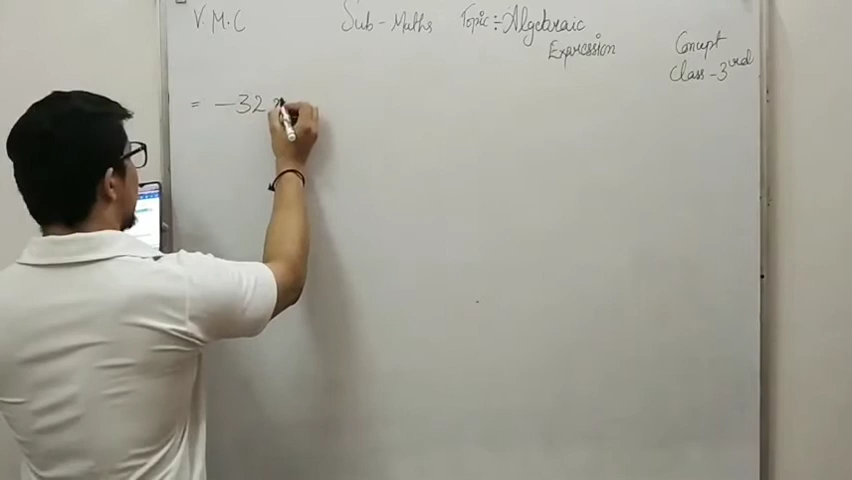 V.M.C Sub - Maths Topic :- Algebraic
Expression
Concept
Class - 3rd
= -32